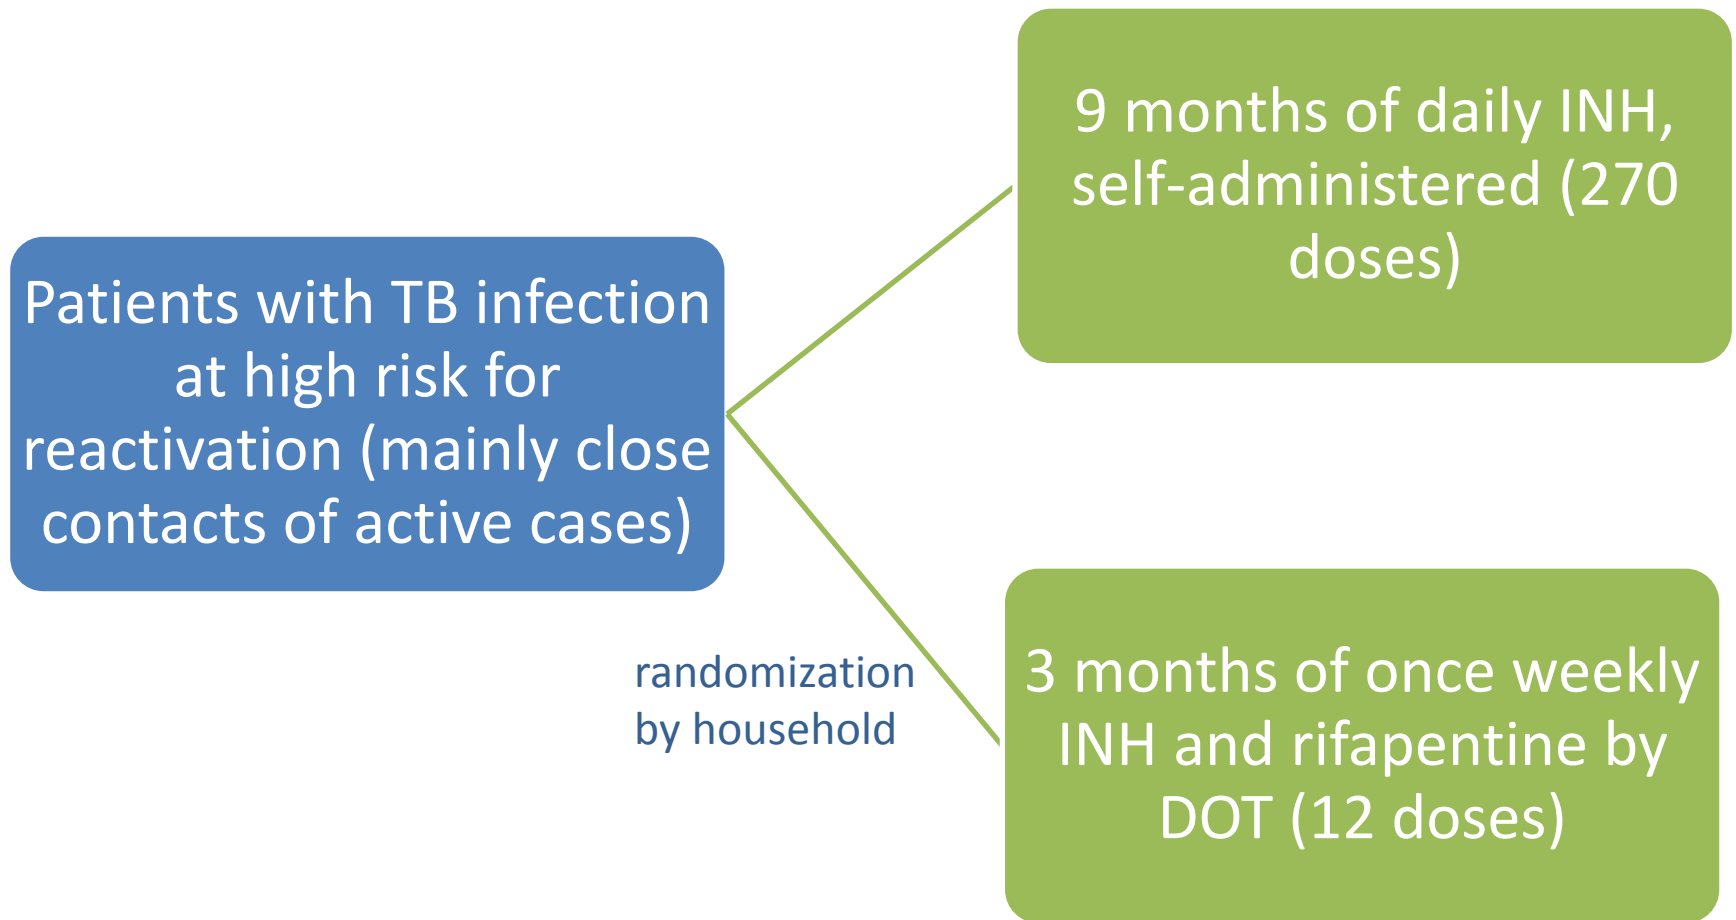 Patients with TB infection
at high risk for
reactivation (mainly close
contacts of active cases)
9 months of daily INH,
self-administered (270
doses)
randomization
by household
3 months of once weekly
INH and rifapentine by
DOT (12 doses)